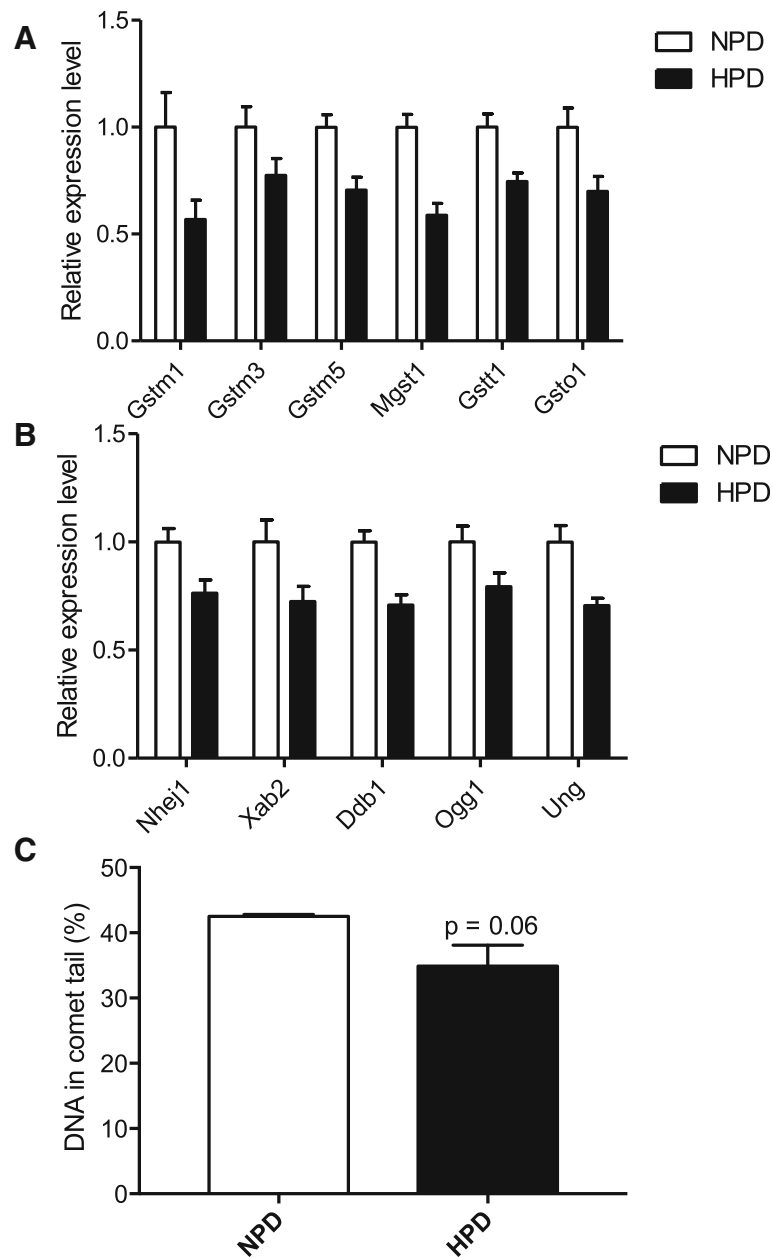 A
Relative expression level
1.5
1.0
0.5
0.0
NPD
HPD
Gstm1
Gstm3
Gstm5
Mgst1
Gstt1
Gsto1
B
Relative expression level
1.5
1.0
0.5
0.0
NPD
HPD
Nhej1
Xab2
Ddb1
Ogg1
Ung
C
DNA in comet tail (%)
50
40
30
20
10
0
p = 0.06
NPD
HPD